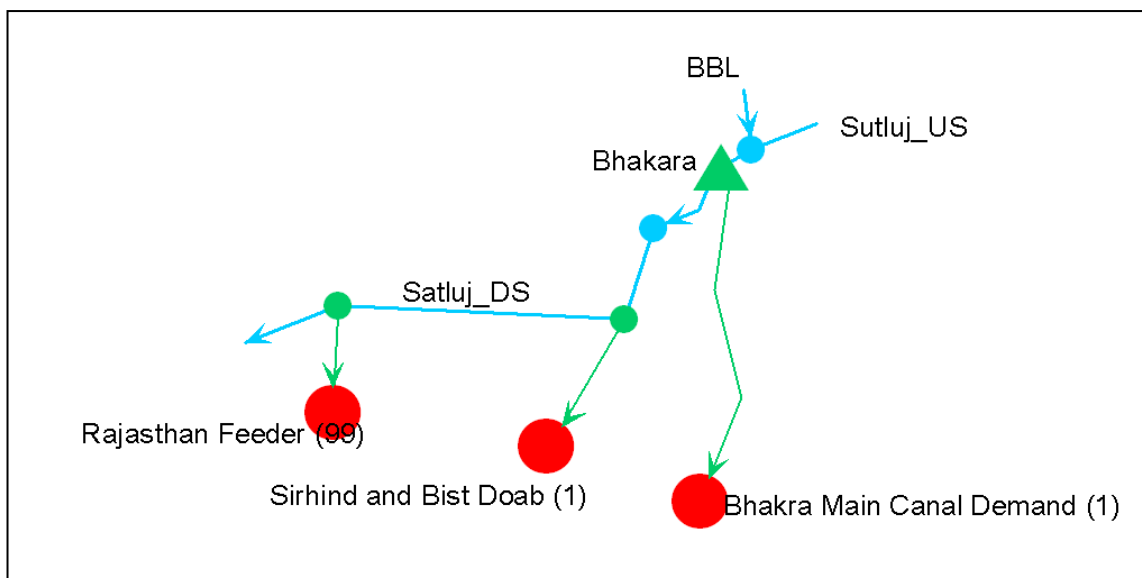 BBL
Sutluj_US
Bhakara
Satluj_DS
Rajasthan Feeder (99)
Sirhind and Bist Doab (1)
Bhakra Main Canal Demand (1)